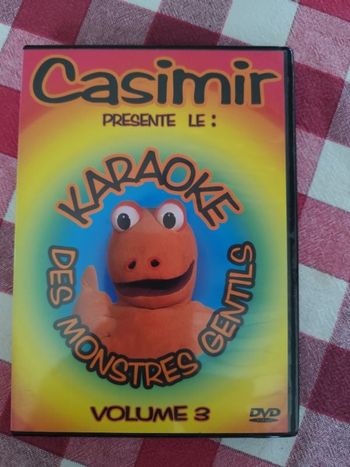 Casimir
PRESENTE LE :
KARAOKE
DES MONSTRES GENTILS
VOLUME 3
DVD